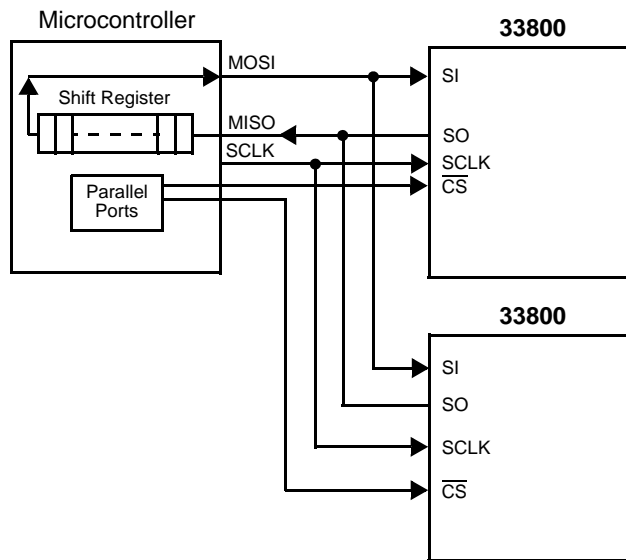 Microcontroller
33800
MOSI
SI
Shift Register
MISO
SO
SCLK
SCLK
CS
Parallel
Ports
33800
SI
SO
SCLK
CS